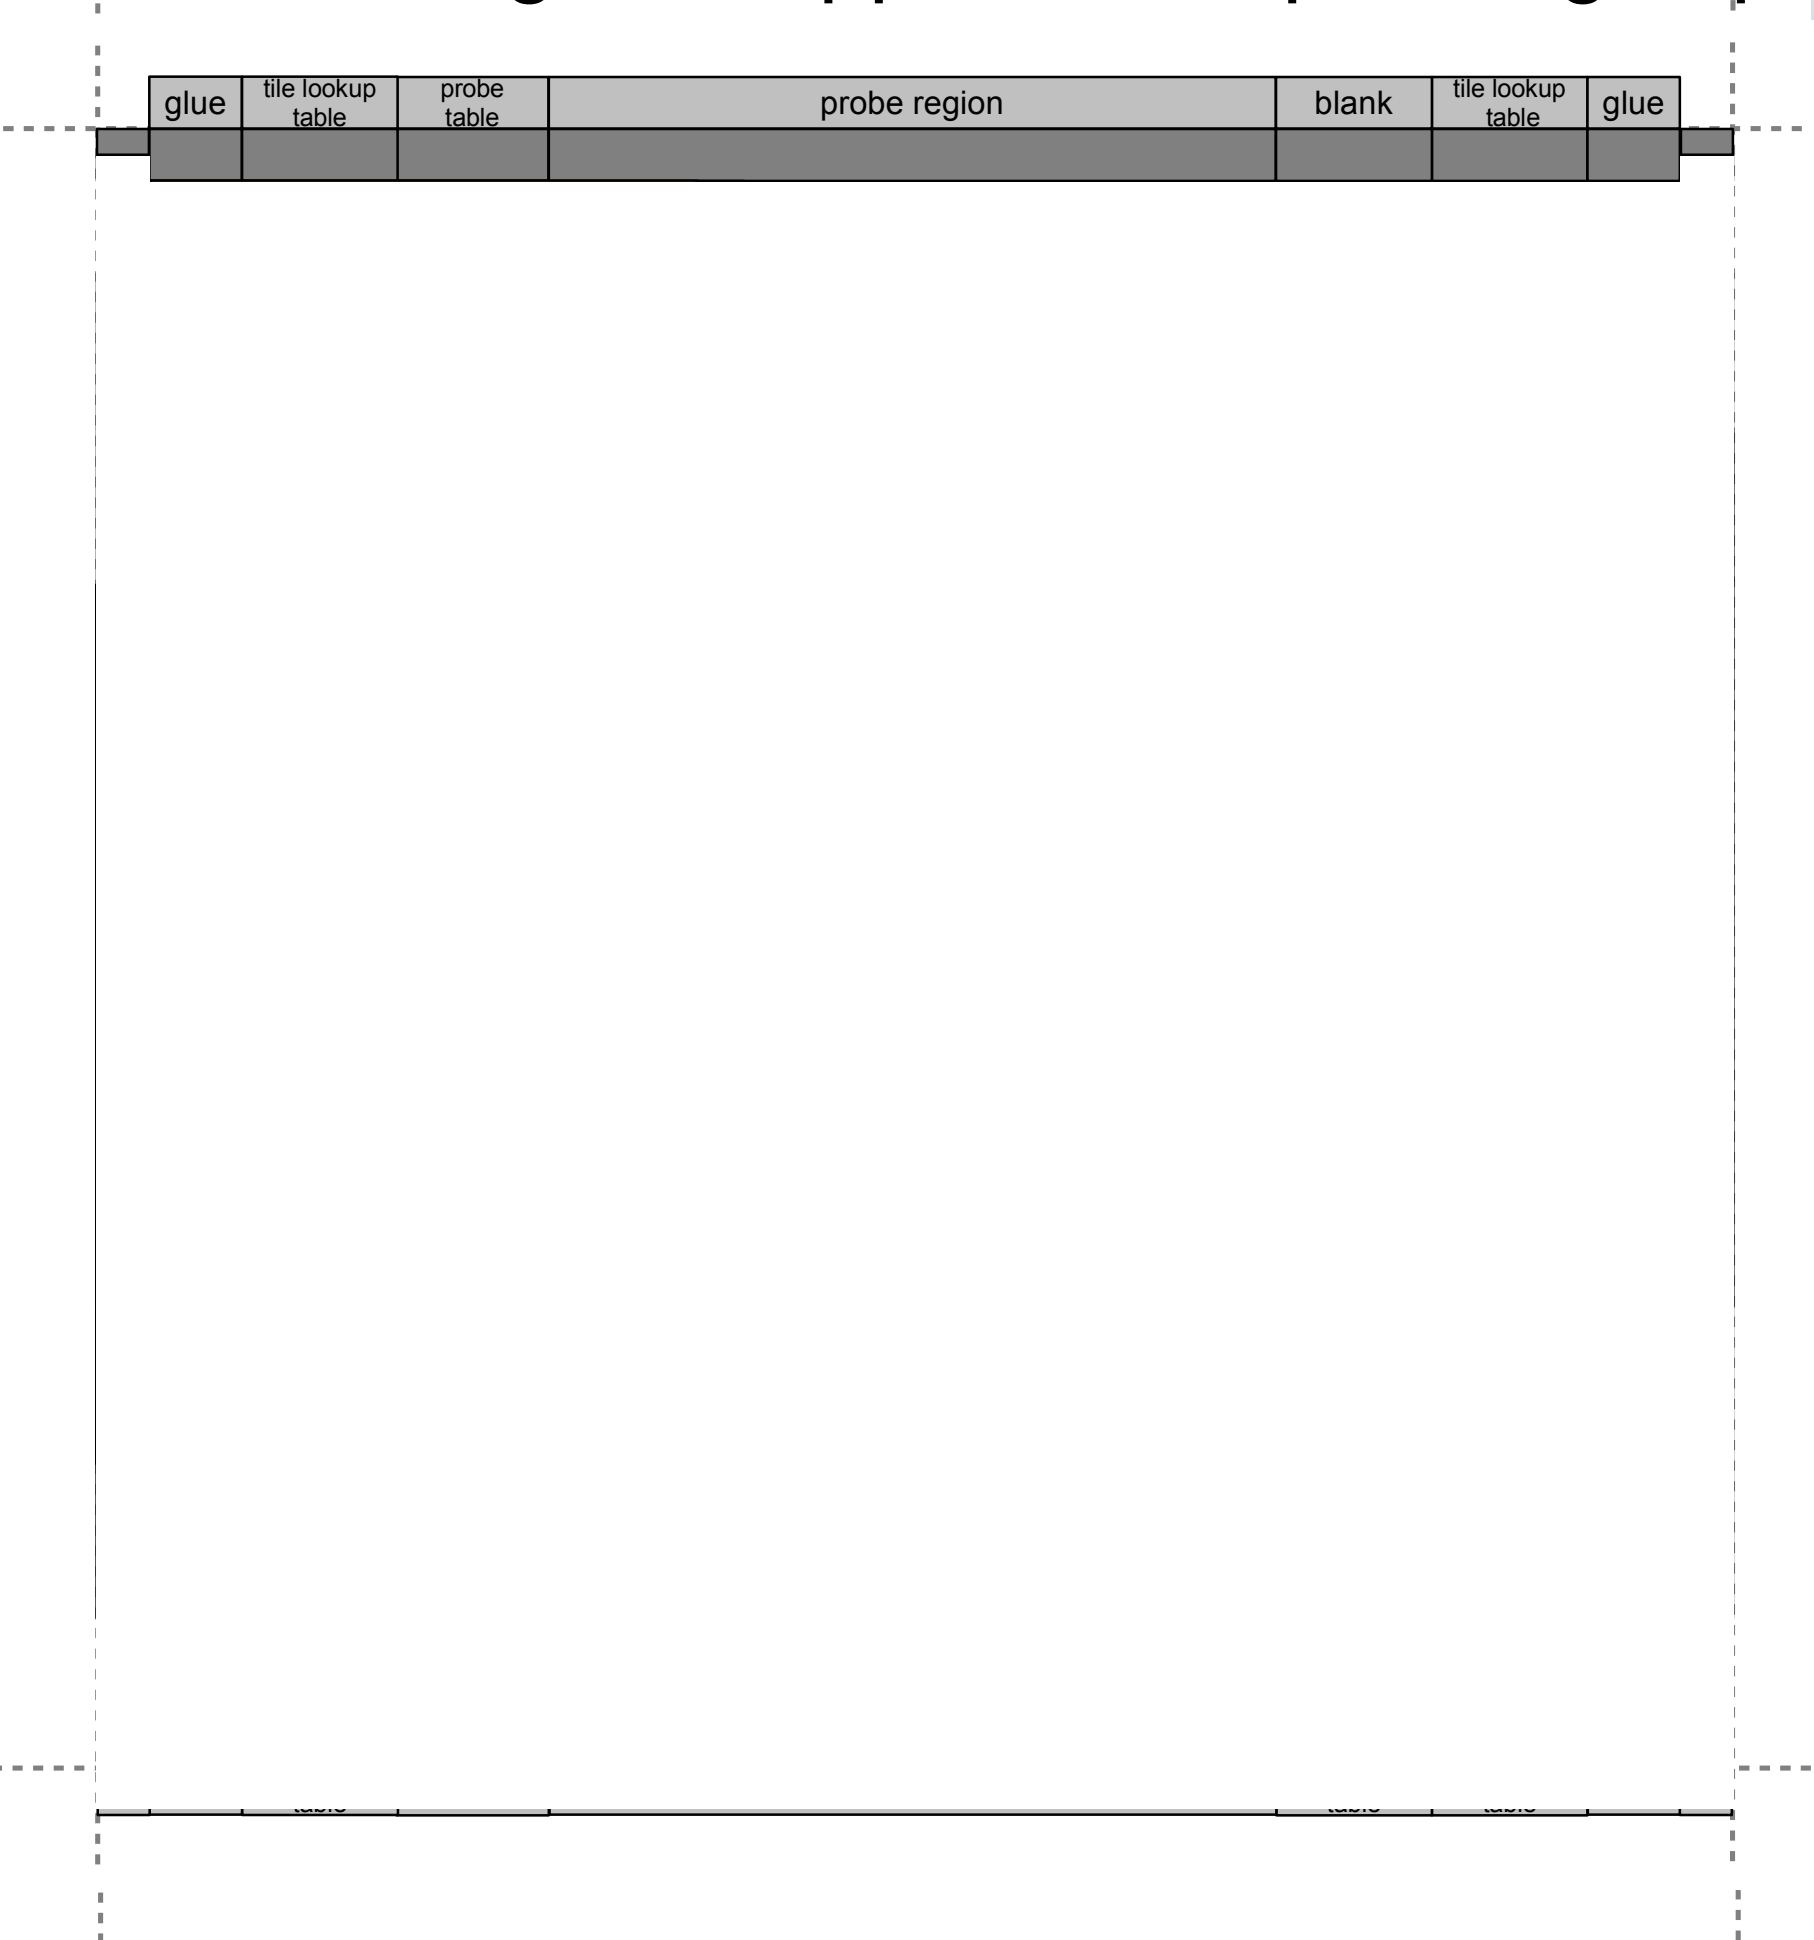 glue
tile lookup
table
probe
table
probe region
blank
tile lookup
table
glue